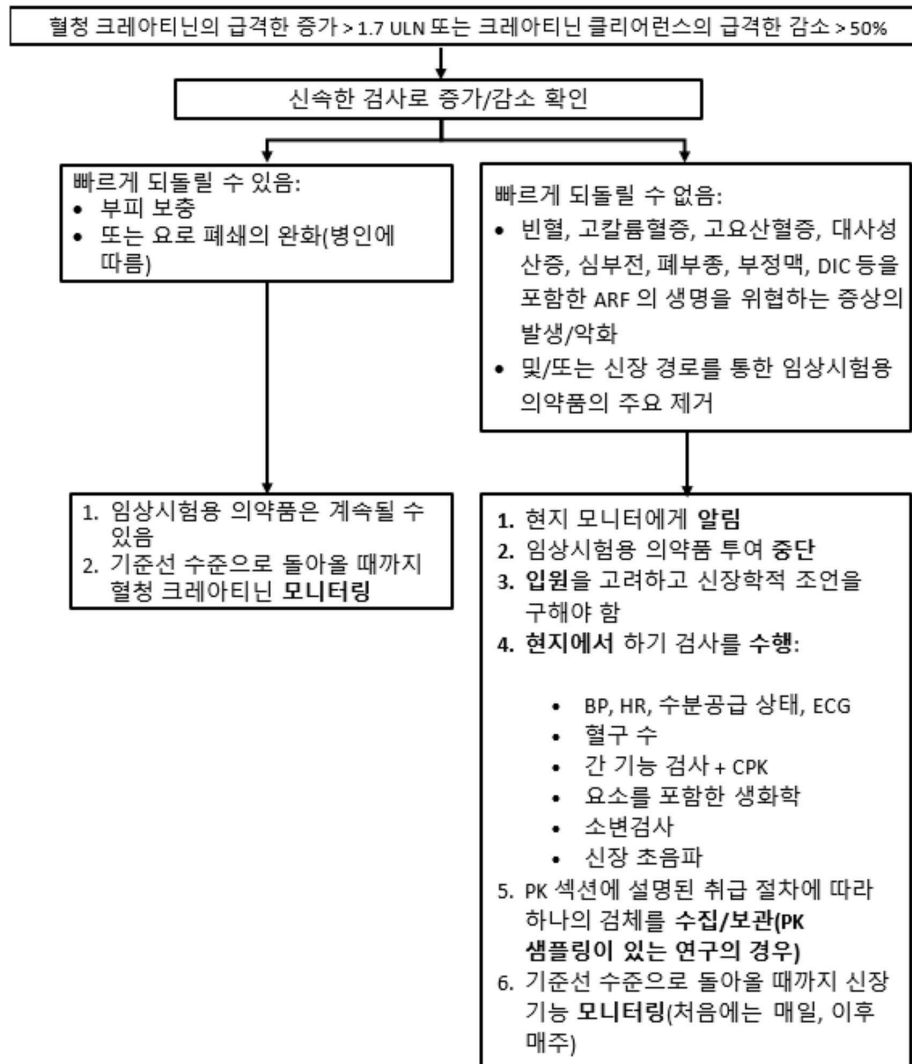 혈청 크레아티닌의 급격한 증가 > 1.7 ULN 또는 크레아티닌 클리어런스의 급격한 감소 > 50%
신속한 검사로 증가/감소 확인
빠르게 되돌릴 수 있음:
• 부피 보충
• 또는 요로 폐쇄의 완화(병인에
따름)
빠르게 되돌릴 수 없음:
• 빈혈, 고칼륨혈증, 고요산혈증, 대사성
산증, 심부전, 폐부종, 부정맥, DIC 등을
포함한 ARF 의 생명을 위협하는 증상의
발생/악화
• 및/또는 신장 경로를 통한 임상시험용
의약품의 주요 제거
1. 임상시험용 의약품은 계속될 수
있음
2. 기준선 수준으로 돌아올 때까지
혈청 크레아티닌 모니터링
1. 현지 모니터에게 알림
2. 임상시험용 의약품 투여 중단
3. 입원을 고려하고 신장학적 조언을
구해야 함
4. 현지에서 하기 검사를 수행:
• BP, HR, 수분공급 상태, ECG
• 혈구 수
• 간 기능 검사 + CPK
• 요소를 포함한 생화학
• 소변검사
• 신장 초음파
5. PK 섹션에 설명된 취급 절차에 따라
하나의 검체를 수집/보관(PK
샘플링이 있는 연구의 경우)
6. 기준선 수준으로 돌아올 때까지 신장
기능 모니터링(처음에는 매일, 이후
매주)